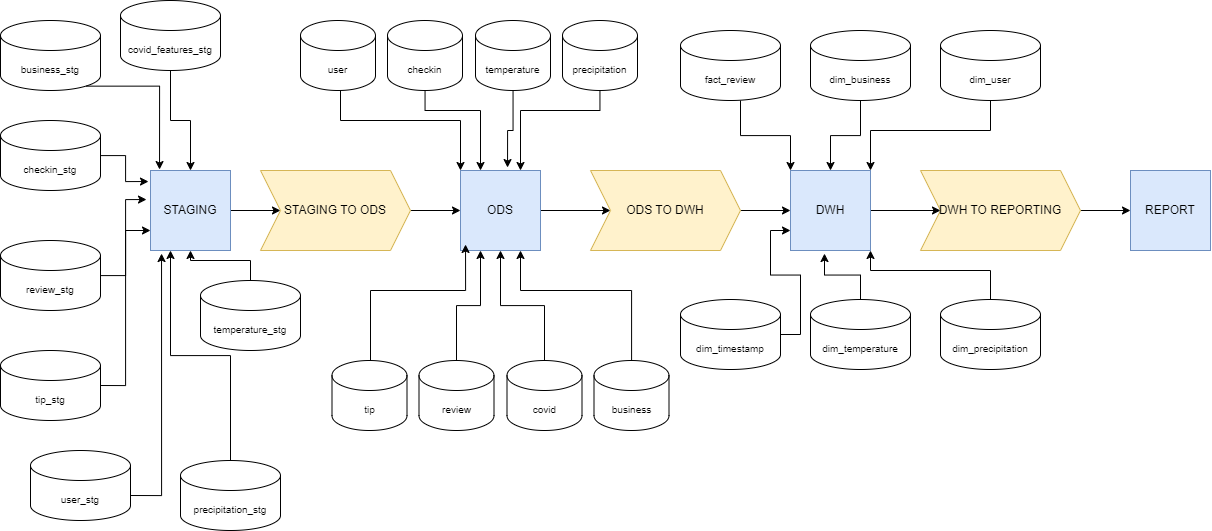 covid_features_stg
business_stg
user
checkin
temperature
precipitation
fact_review
dim_business
dim_user
checkin_stg
STAGING
STAGING TO ODS
ODS
ODS TO DWH
DWH
DWH TO REPORTING
REPORT
review_stg
temperature_stg
dim_timestamp
dim_temperature
dim_precipitation
tip_stg
tip
review
covid
business
user_stg
precipitation_stg